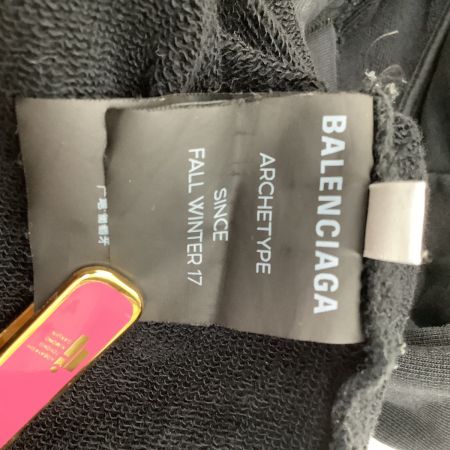 BALENCIAGA
ARCHETYPE
SINCE
FALL WINTER 17